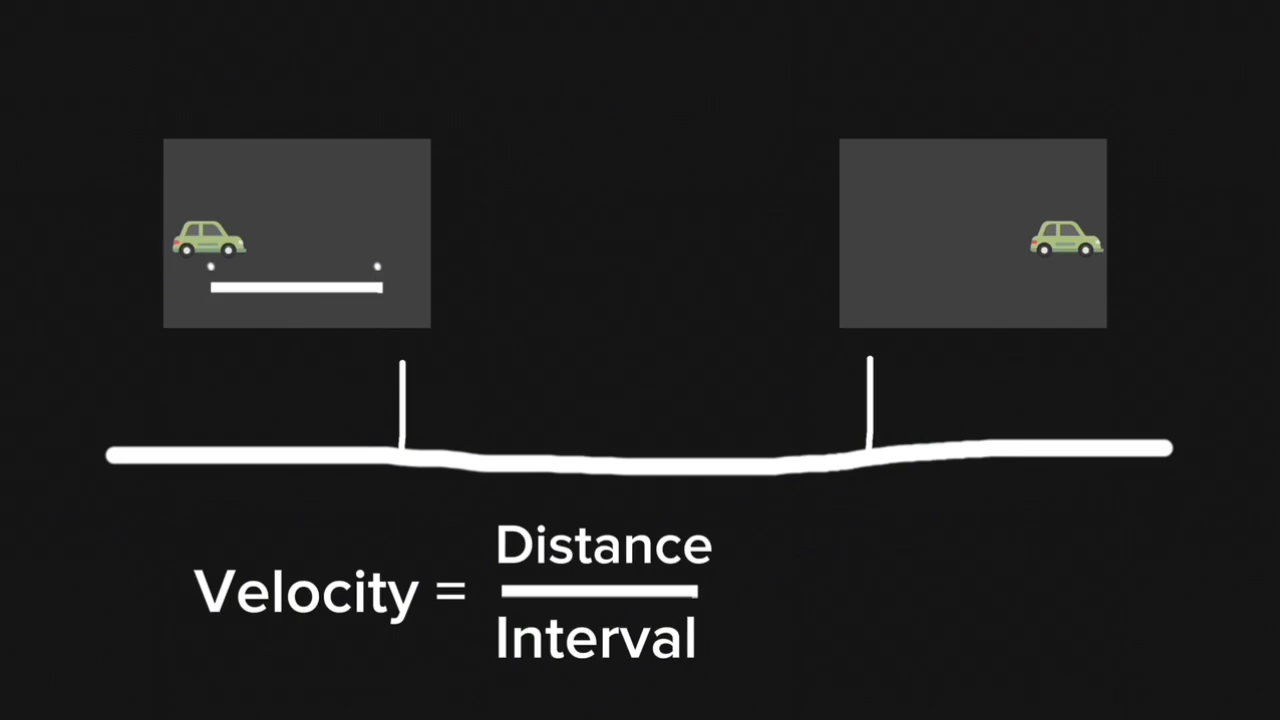 Velocity =
Distance
Interval